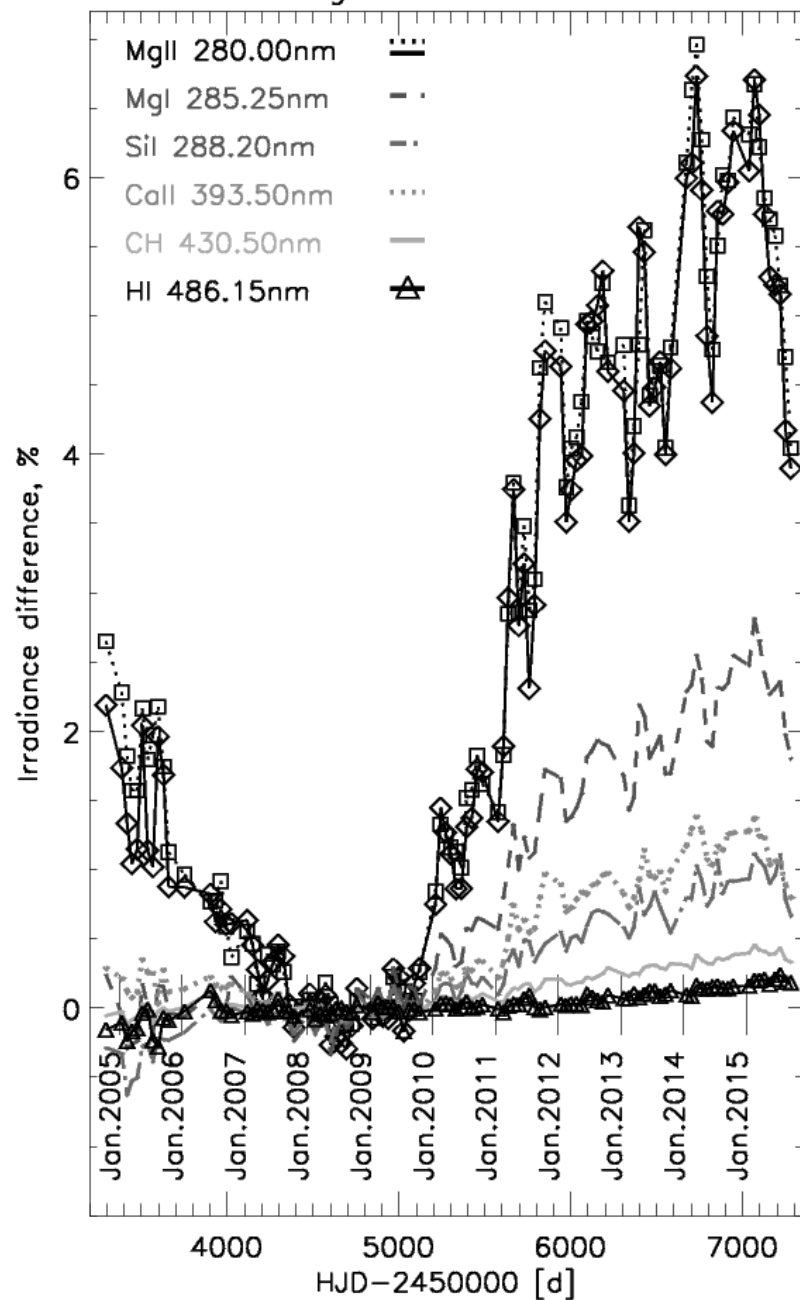 MgII 280.00nm
MgI 285.25nm
SiI 288.20nm
CaII 393.50nm
CH 430.50nm
HI 486.15nm
6
4
2
0
Irradiance difference, %
Jan.2005
Jan.2006
Jan.2007
Jan.2008
Jan.2009
Jan.2010
Jan.2011
Jan.2012
Jan.2013
Jan.2014
Jan.2015
4000 5000 6000 7000
HJD-2450000 [d]